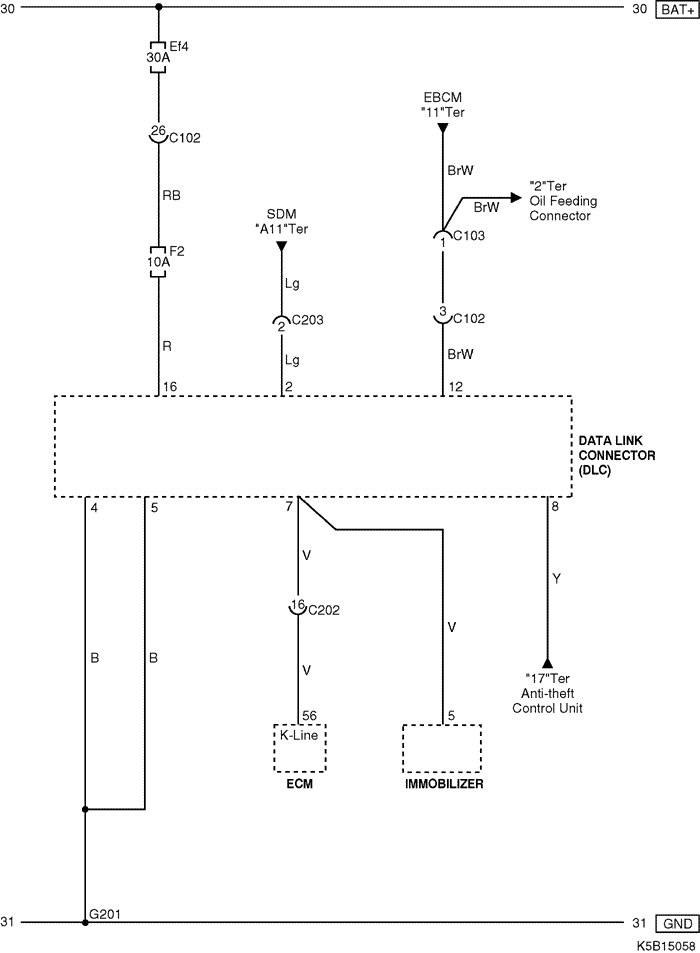 30
30 BAT+
Ef4
30A
26 C102
RB
F2
10A
R
16
SDM
"A11"Ter
Lg
2 C203
Lg
2
EBCM
"11"Ter
BrW
BrW
"2"Ter
Oil Feeding
Connector
1 C103
3 C102
BrW
12
DATA LINK
CONNECTOR
(DLC)
4
5
7
8
B
B
V
16 C202
V
V
Y
56
K-Line
ECM
5
IMMOBILIZER
"17"Ter
Anti-theft
Control Unit
G201
31
31 GND
K5B15058